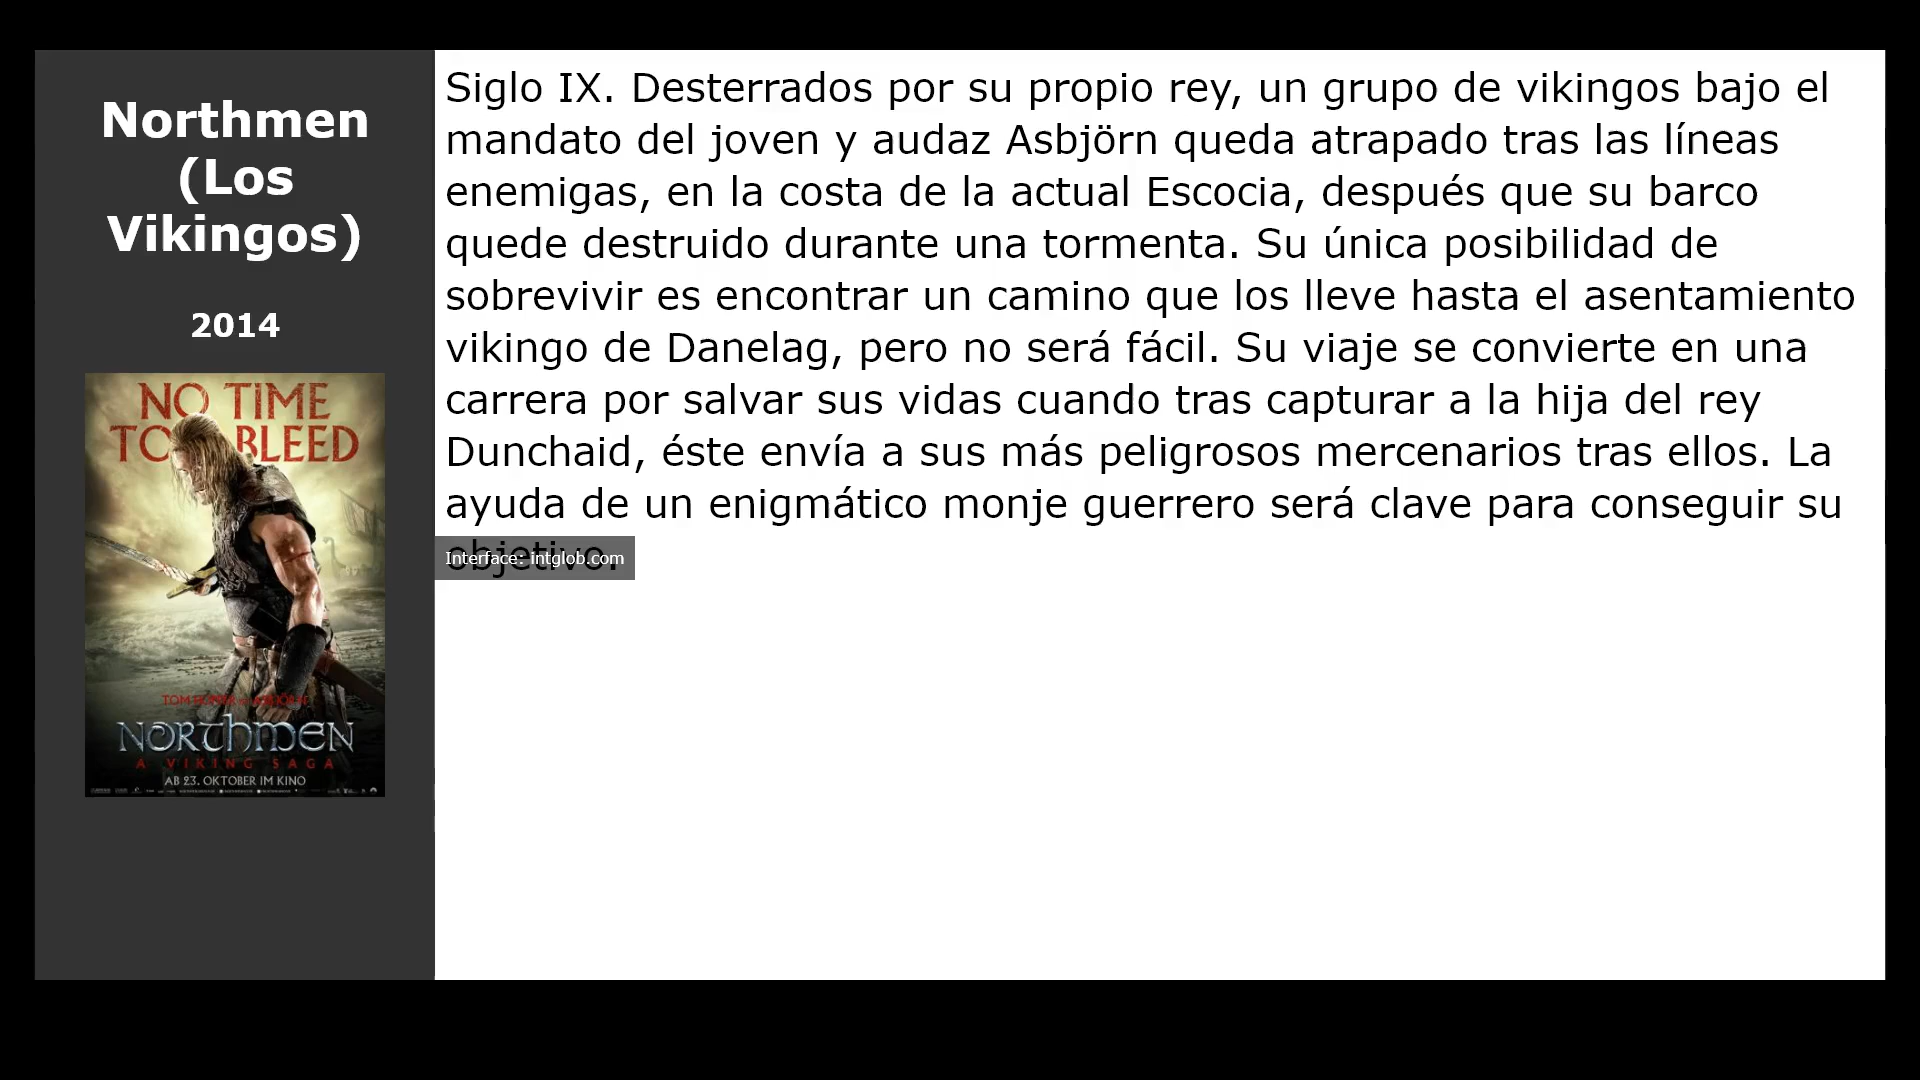 Northmen
(Los
Vikingos)
2014
NO TIME
TO BLEED
NORTHMEN
A VIKING SAGA
AB 23. OKTOBER IM KINO
Siglo IX. Desterrados por su propio rey, un grupo de vikingos bajo el
mandato del joven y audaz Asbjörn queda atrapado tras las líneas
enemigas, en la costa de la actual Escocia, después que su barco
quede destruido durante una tormenta. Su única posibilidad de
sobrevivir es encontrar un camino que los lleve hasta el asentamiento
vikingo de Danelag, pero no será fácil. Su viaje se convierte en una
carrera por salvar sus vidas cuando tras capturar a la hija del rey
Dunchaid, éste envía a sus más peligrosos mercenarios tras ellos. La
ayuda de un enigmático monje guerrero será clave para conseguir su
objetivo.
Interface: intglob.com